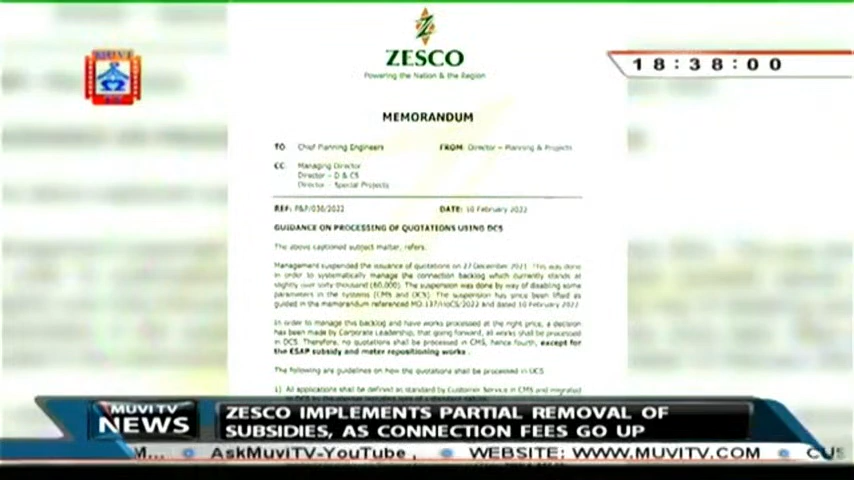 ZESCO
Powering the Nation & the Region
MUVI
TV
18:38:00
MEMORANDUM
TO: Chief Planning Engineers
FROM: Director – Planning & Projects
CC: Managing Director
Director – D & CS
Director – Special Projects
REF: P&P/036/2022
DATE: 10 February 2022
GUIDANCE ON PROCESSING OF QUOTATIONS USING DCS
The above captioned subject matter, refers.
Management suspended the issuance of quotations on 27 December 2021. This was done
in order to systematically manage the connection backlog which currently stands at
slightly over sixty thousand (60,000). The suspension was done by way of disabling some
parameters in the systems (CMS and DCS). The suspension has since been lifted as
guided in the memorandum referenced and dated 10 February 2022
In order to manage this backlog and have works processed at the right price, a decision
has been made by Corporate Leadership, that going forward, all works shall be processed
in DCS. Therefore, no quotations shall be processed in CMS, hence fourth, except for
the ESAP subsidy and meter repositioning works.
The following are guidelines on how the quotations shall be processed in
1) All applications shall be defined as standard by Customer Service in CMS and migrated
MUVI TV
NEWS
ZESCO IMPLEMENTS PARTIAL REMOVAL OF
SUBSIDIES, AS CONNECTION FEES GO UP
M... AskMuviTV-YouTube , WEBSITE: WWW.MUVITV.COM CUS